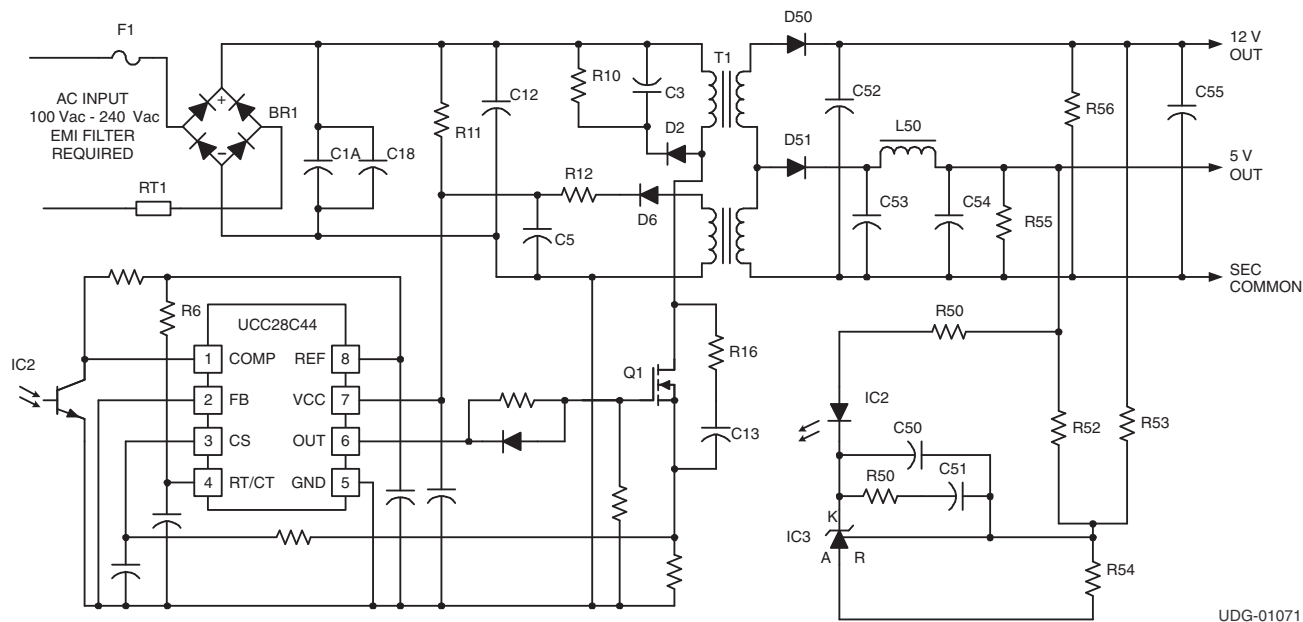 F1
AC INPUT
100 Vac - 240 Vac
EMI FILTER
REQUIRED
+
−
BR1
RT1
C1A
C18
R11
C12
R10
C3
D2
R12
D6
C5
T1
D50
D51
C52
L50
C53
C54
R55
R56
C55
12 V
OUT
5 V
OUT
SEC
COMMON
R6
IC2
UCC28C44
1 COMP
REF 8
2 FB
VCC 7
3 CS
OUT 6
4 RT/CT
GND 5
Q1
R16
C13
R50
IC2
C50
R50
C51
K
IC3
A
R
R52
R53
R54
UDG-01071